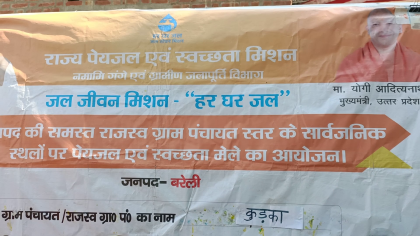 राज्य पेयजल एवं स्वच्छता मिशन
नमामि गंगे एवं ग्रामीण जलापूर्ति विभाग
जल जीवन मिशन - "हर घर जल"
मा. योगी आदित्यना
मुख्यमंत्री, उत्तर प्रदेश
पद की समस्त राजस्व ग्राम पंचायत स्तर के सार्वजनिक
स्थलों पर पेयजल एवं स्वच्छता मेले का आयोजन।
जनपद- बरेली
ग्राम पंचायत /राजस्व ग्रा० पं० का नाम
कुड़का